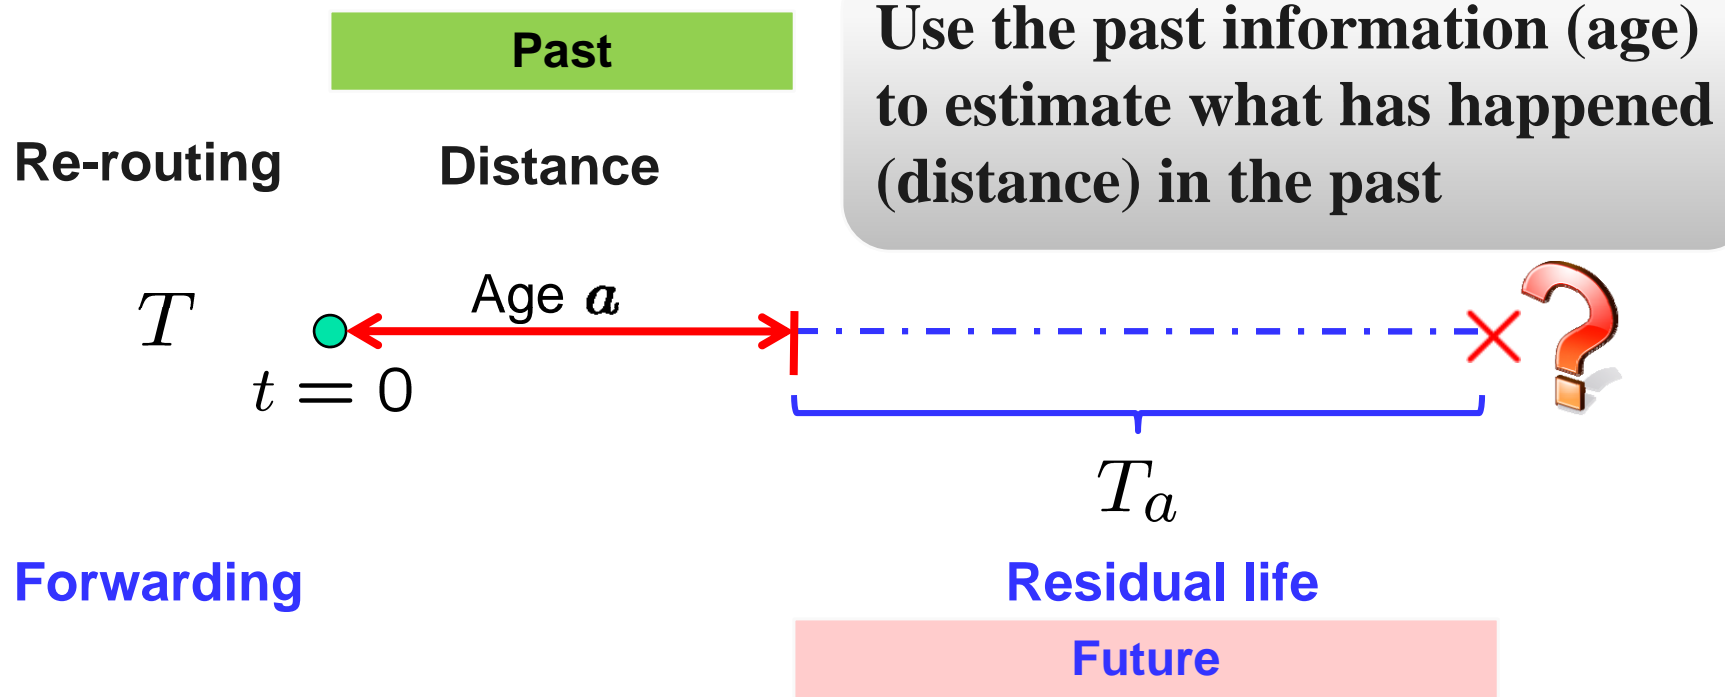 Past
Use the past information (age)
to estimate what has happened
(distance) in the past
Re-routing
Distance
Age a
T
t = 0
T_a
Forwarding
Residual life
Future